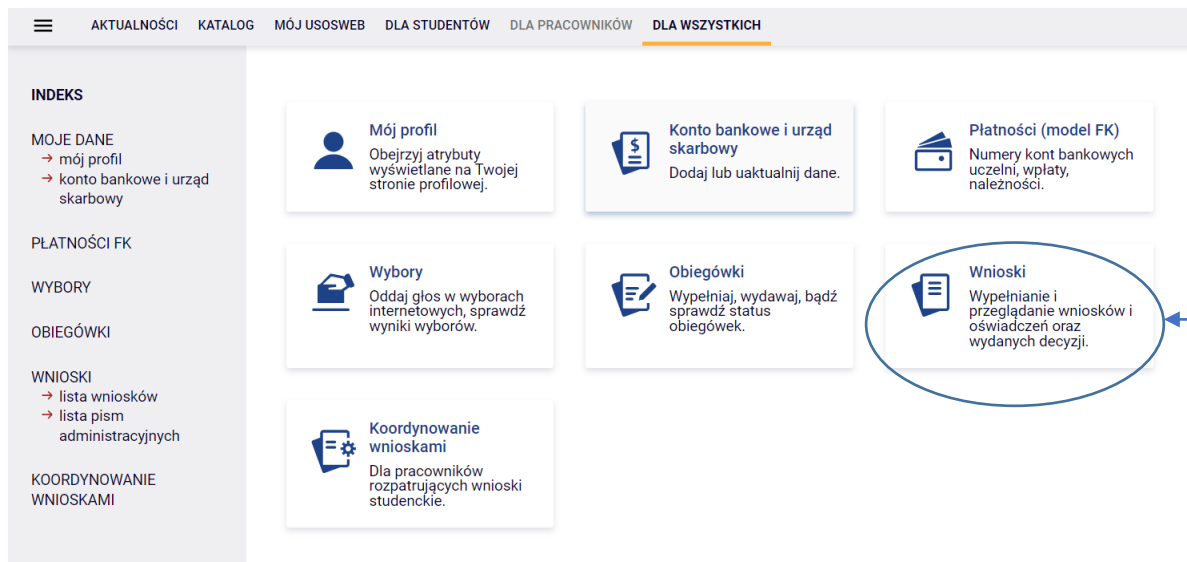 AKTUALNOŚCI KATALOG MÓJ USOSWEB DLA STUDENTÓW DLA PRACOWNIKÓW DLA WSZYSTKICH
INDEKS
MOJE DANE
→ mój profil
→ konto bankowe i urząd
skarbowy
PŁATNOŚCI FK
WYBORY
OBIEGÓWKI
WNIOSKI
→ lista wniosków
→ lista pism
administracyjnych
KOORDYNOWANIE
WNIOSKAMI
Mój profil
Obejrzyj atrybuty
wyświetlane na Twojej
stronie profilowej.
Konto bankowe i urząd
skarbowy
Dodaj lub uaktualnij dane.
Płatności (model FK)
Numery kont bankowych
uczelni, wpłaty,
należności.
Wybory
Oddaj głos w wyborach
internetowych, sprawdź
wyniki wyborów.
Obiegówki
Wypełniaj, wydawaj, bądź
sprawdź status
obiegówek.
Wnioski
Wypełnianie i
przeglądanie wniosków i
oświadczeń oraz
wydanych decyzji.
Koordynowanie
wnioskami
Dla pracowników
rozpatrujących wnioski
studenckie.